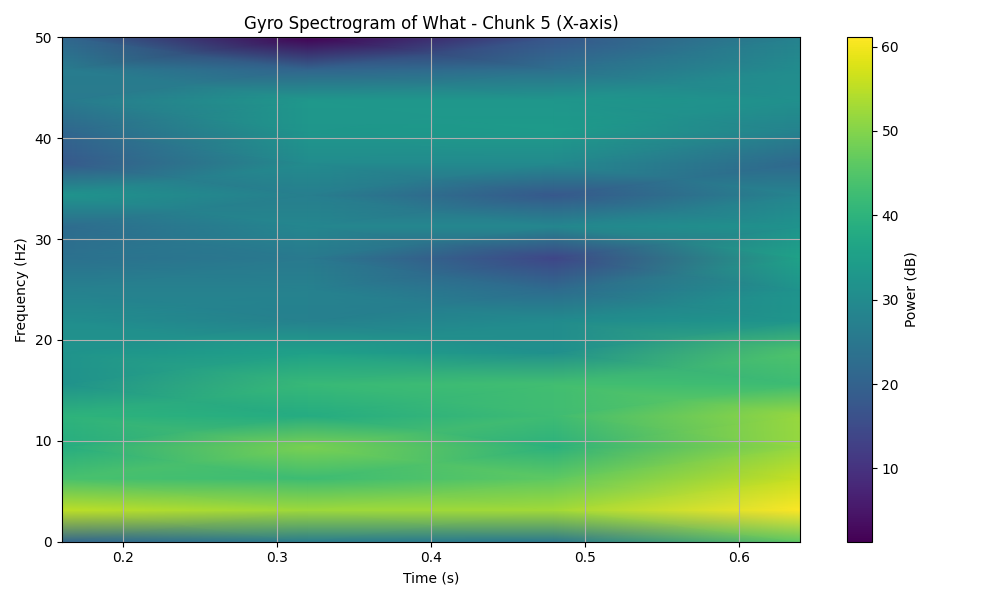 Gyro Spectrogram of What - Chunk 5 (X-axis)
50
40
30
20
10
0
Frequency (Hz)
0.2 0.3 0.4 0.5 0.6
Time (s)
60
50
40
30
20
10
Power (dB)